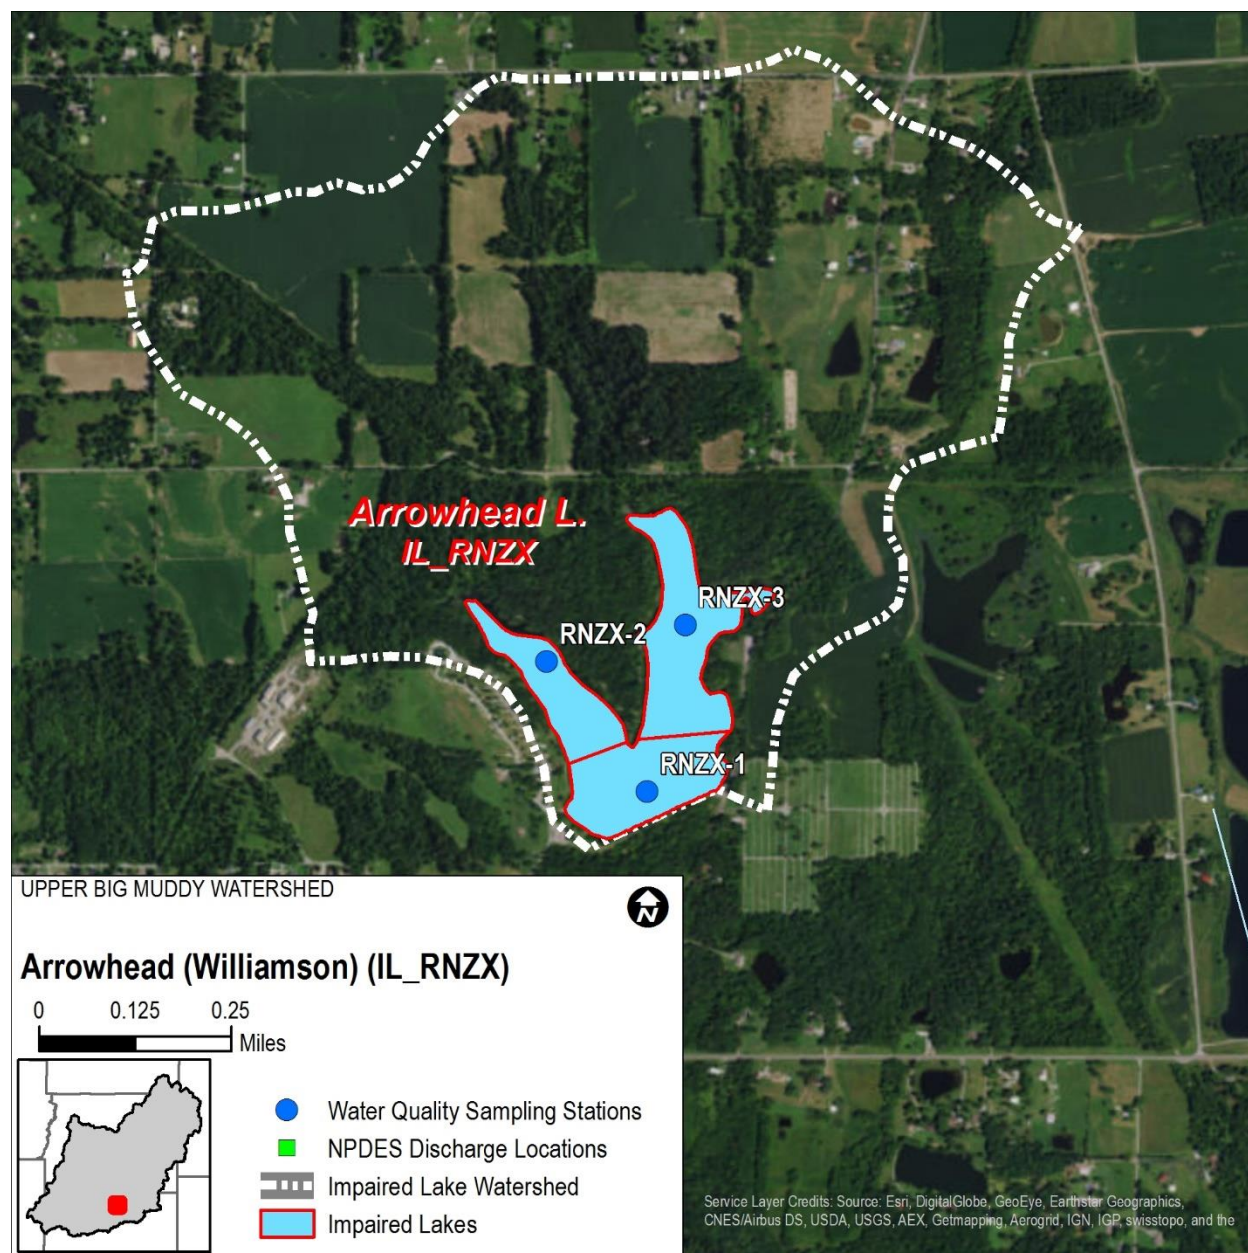 Arrowhead L.
IL_RNZX
RNZX-3
RNZX-2
RNZX-1
UPPER BIG MUDDY WATERSHED
N
Arrowhead (Williamson) (IL_RNZX)
0 0.125 0.25
Miles
Water Quality Sampling Stations
NPDES Discharge Locations
Impaired Lake Watershed
Impaired Lakes
Service Layer Credits: Source: Esri, DigitalGlobe, GeoEye, Earthstar Geographics,
CNES/Airbus DS, USDA, USGS, AEX, Getmapping, Aerogrid, IGN, IGP, swisstopo, and the